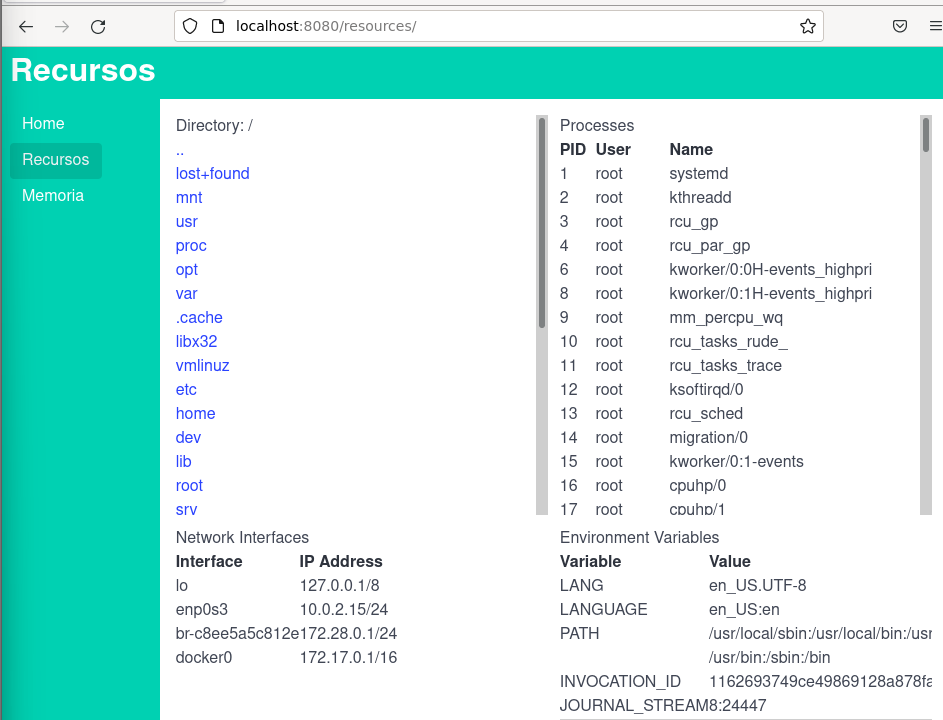 localhost:8080/resources/
Recursos
Home
Recursos
Memoria
Directory: /
..
lost+found
mnt
usr
proc
opt
var
.cache
libx32
vmlinuz
etc
home
dev
lib
root
srv
Processes
PID User Name
1 root systemd
2 root kthreadd
3 root rcu_gp
4 root rcu_par_gp
6 root kworker/0:0H-events_highpri
8 root kworker/0:1H-events_highpri
9 root mm_percpu_wq
10 root rcu_tasks_rude_
11 root rcu_tasks_trace
12 root ksoftirqd/0
13 root rcu_sched
14 root migration/0
15 root kworker/0:1-events
16 root cpuhp/0
17 root cpuhp/1
Network Interfaces
Interface IP Address
lo 127.0.0.1/8
enp0s3 10.0.2.15/24
br-c8ee5a5c812e 172.28.0.1/24
docker0 172.17.0.1/16
Environment Variables
Variable Value
LANG en_US.UTF-8
LANGUAGE en_US:en
PATH /usr/local/sbin:/usr/local/bin:/usr
/usr/bin:/sbin:/bin
INVOCATION_ID 1162693749ce49869128a878fa
JOURNAL_STREAM 8:24447